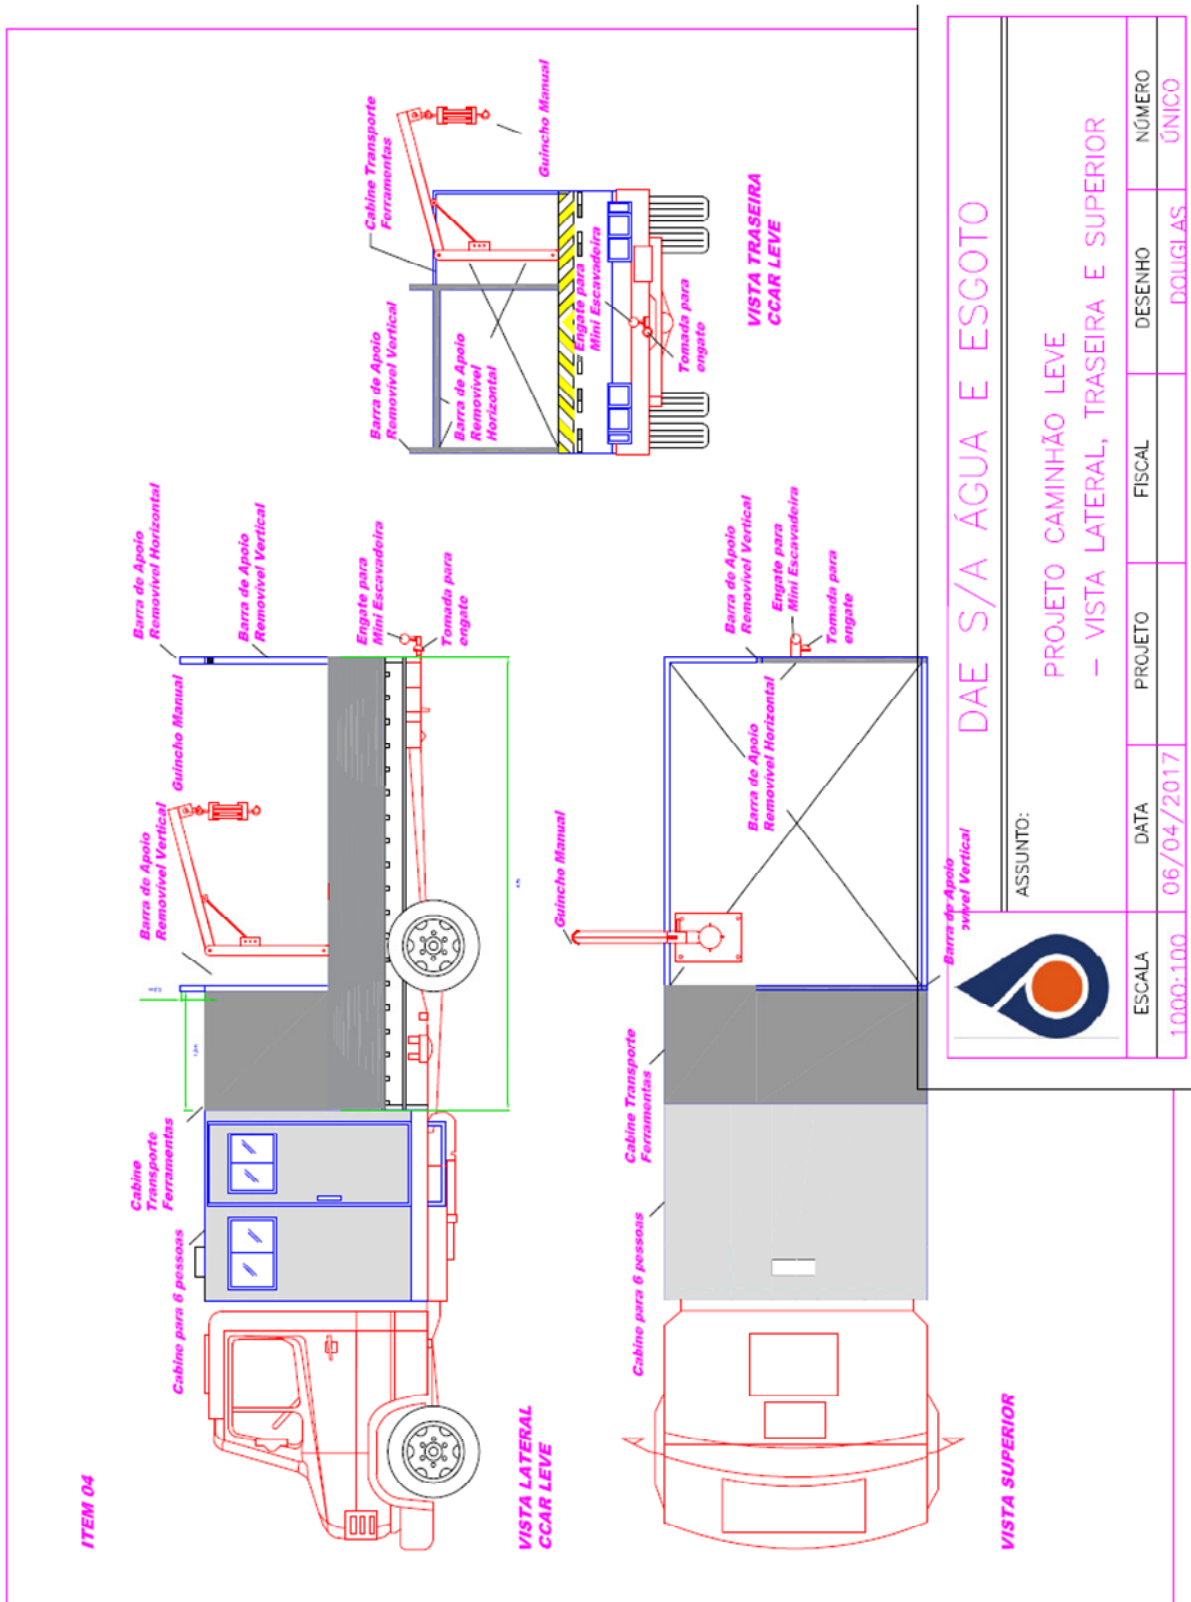 ITEM 04
Cabine para 6 pessoas
Cabine
Transporte
Ferramentas
Barra de Apoio
Removível Vertical
Guincho Manual
Barra de Apoio
Removível Horizontal
Barra de Apoio
Removível Vertical
Engate para
Mini Escavadeira
Tomada para
engate
VISTA LATERAL
CCAR LEVE
Barra de Apoio
Removível Vertical
Barra de Apoio
Removível
Horizontal
Cabine Transporte
Ferramentas
Guincho Manual
Engate para
Mini Escavadeira
Tomada para
engate
VISTA TRASEIRA
CCAR LEVE
Cabine para 6 pessoas
Cabine Transporte
Ferramentas
Guincho Manual
Barra de Apoio
Removível Horizontal
Barra de Apoio
Removível Vertical
Engate para
Mini Escavadeira
Tomada para
engate
Barra de Apoio
ovível Vertical
VISTA SUPERIOR
DAE S/A ÁGUA E ESGOTO
ASSUNTO:
PROJETO CAMINHÃO LEVE
– VISTA LATERAL, TRASEIRA E SUPERIOR
ESCALA DATA PROJETO FISCAL DESENHO NÚMERO
1000:100 06/04/2017 DOUGLAS ÚNICO